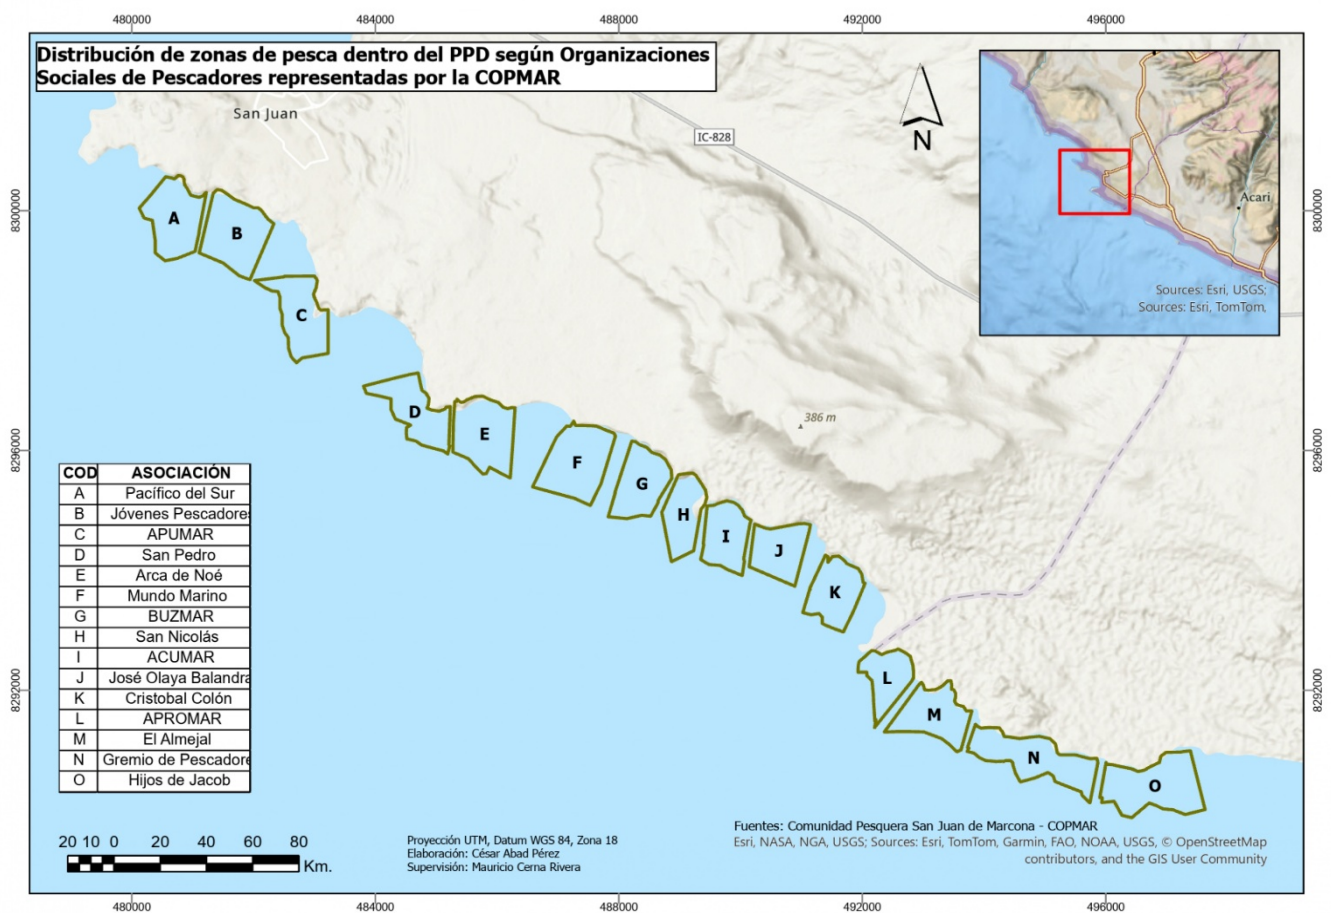 480000 484000 488000 492000 496000
Distribución de zonas de pesca dentro del PPD según Organizaciones
Sociales de Pescadores representadas por la COPMAR
San Juan
IC-828
N
Acari
Sources: Esri, USGS;
Sources: Esri, TomTom,
8300000
8300000
A
B
C
D
E
F
G
H
I
J
K
L
M
N
O
386 m
8296000
8296000
COD ASOCIACIÓN
A Pacífico del Sur
B Jóvenes Pescadores
C APUMAR
D San Pedro
E Arca de Noé
F Mundo Marino
G BUZMAR
H San Nicolás
I ACUMAR
J José Olaya Balandra
K Cristobal Colón
L APROMAR
M El Almejal
N Gremio de Pescadore
O Hijos de Jacob
8292000
8292000
20 10 0 20 40 60 80
Km.
Proyección UTM, Datum WGS 84, Zona 18
Elaboración: César Abad Pérez
Supervisión: Mauricio Cerna Rivera
Fuentes: Comunidad Pesquera San Juan de Marcona - COPMAR
Esri, NASA, NGA, USGS; Sources: Esri, TomTom, Garmin, FAO, NOAA, USGS, © OpenStreetMap
contributors, and the GIS User Community
480000 484000 488000 492000 496000